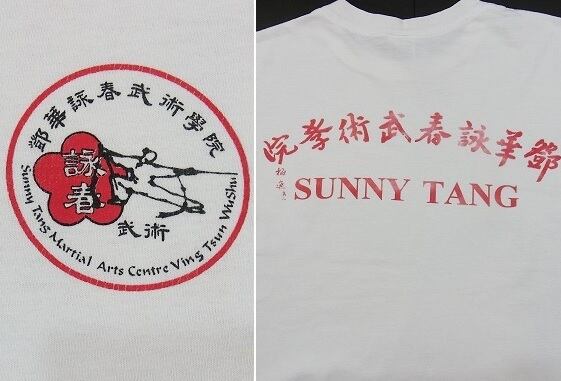 鄧華詠春武術學院
詠春
武術
Sunny Tang Martial Arts Centre Ving Tsun WuShu
鄧華詠春武術孝院
SUNNY TANG